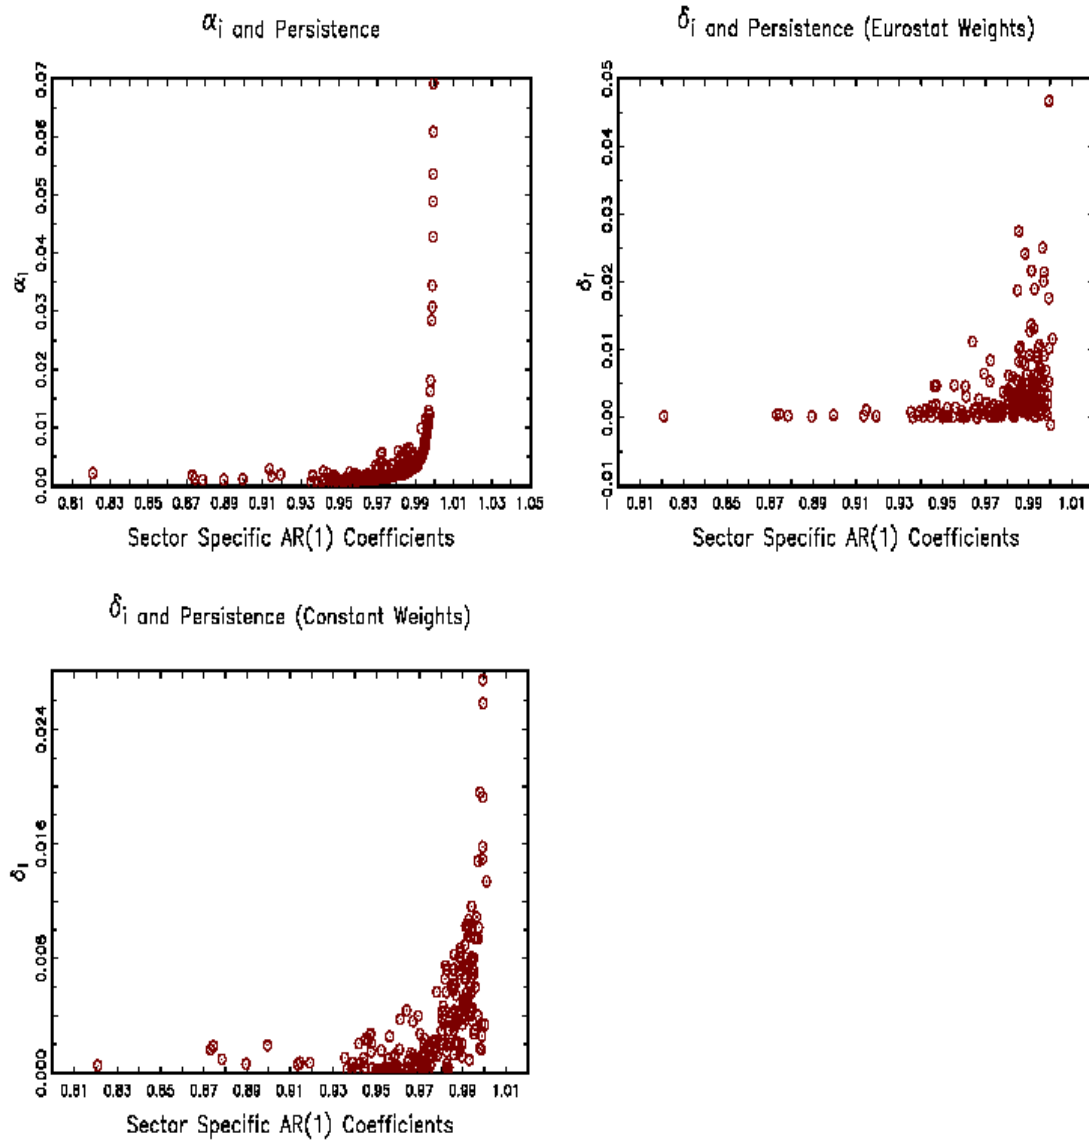 αi and Persistence
0.07
0.06
0.05
0.04
0.03
0.02
0.01
0.00
αi
0.81 0.83 0.85 0.87 0.89 0.91 0.93 0.95 0.97 0.99 1.01 1.03 1.05
Sector Specific AR(1) Coefficients
δi and Persistence (Eurostat Weights)
0.05
0.04
0.03
0.02
0.01
0.00
0.01
δi
0.81 0.83 0.85 0.87 0.89 0.91 0.93 0.95 0.97 0.99 1.01
Sector Specific AR(1) Coefficients
δi and Persistence (Constant Weights)
0.024
0.016
0.008
0.000
δi
0.81 0.83 0.85 0.87 0.89 0.91 0.93 0.95 0.97 0.99 1.01
Sector Specific AR(1) Coefficients